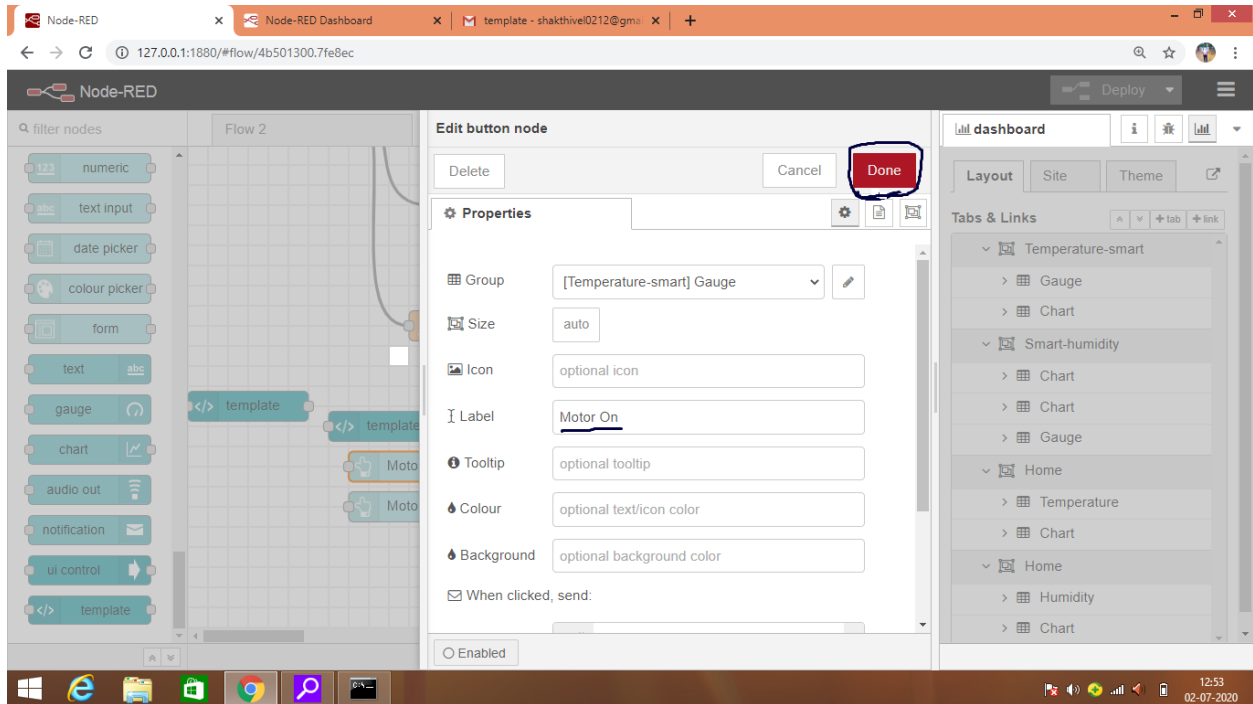 Node-RED
Node-RED Dashboard
template - shakthivel0212@gmai
127.0.0.1:1880/#flow/4b501300.7fe8ec
Node-RED
Deploy
filter nodes
Flow 2
Edit button node
dashboard
i
Delete
Cancel
Done
Layout
Site
Theme
Properties
Tabs & Links
+ tab
+ link
123 numeric
abc text input
date picker
colour picker
form
text abc
gauge
chart
audio out
notification
ui control
</> template
</> template
</> template
Moto
Moto
Group
[Temperature-smart] Gauge
Size
auto
Icon
optional icon
Label
Motor On
Tooltip
optional tooltip
Colour
optional text/icon color
Background
optional background color
When clicked, send:
Enabled
Temperature-smart
Gauge
Chart
Smart-humidity
Chart
Chart
Gauge
Home
Temperature
Chart
Home
Humidity
Chart
12:53
02-07-2020